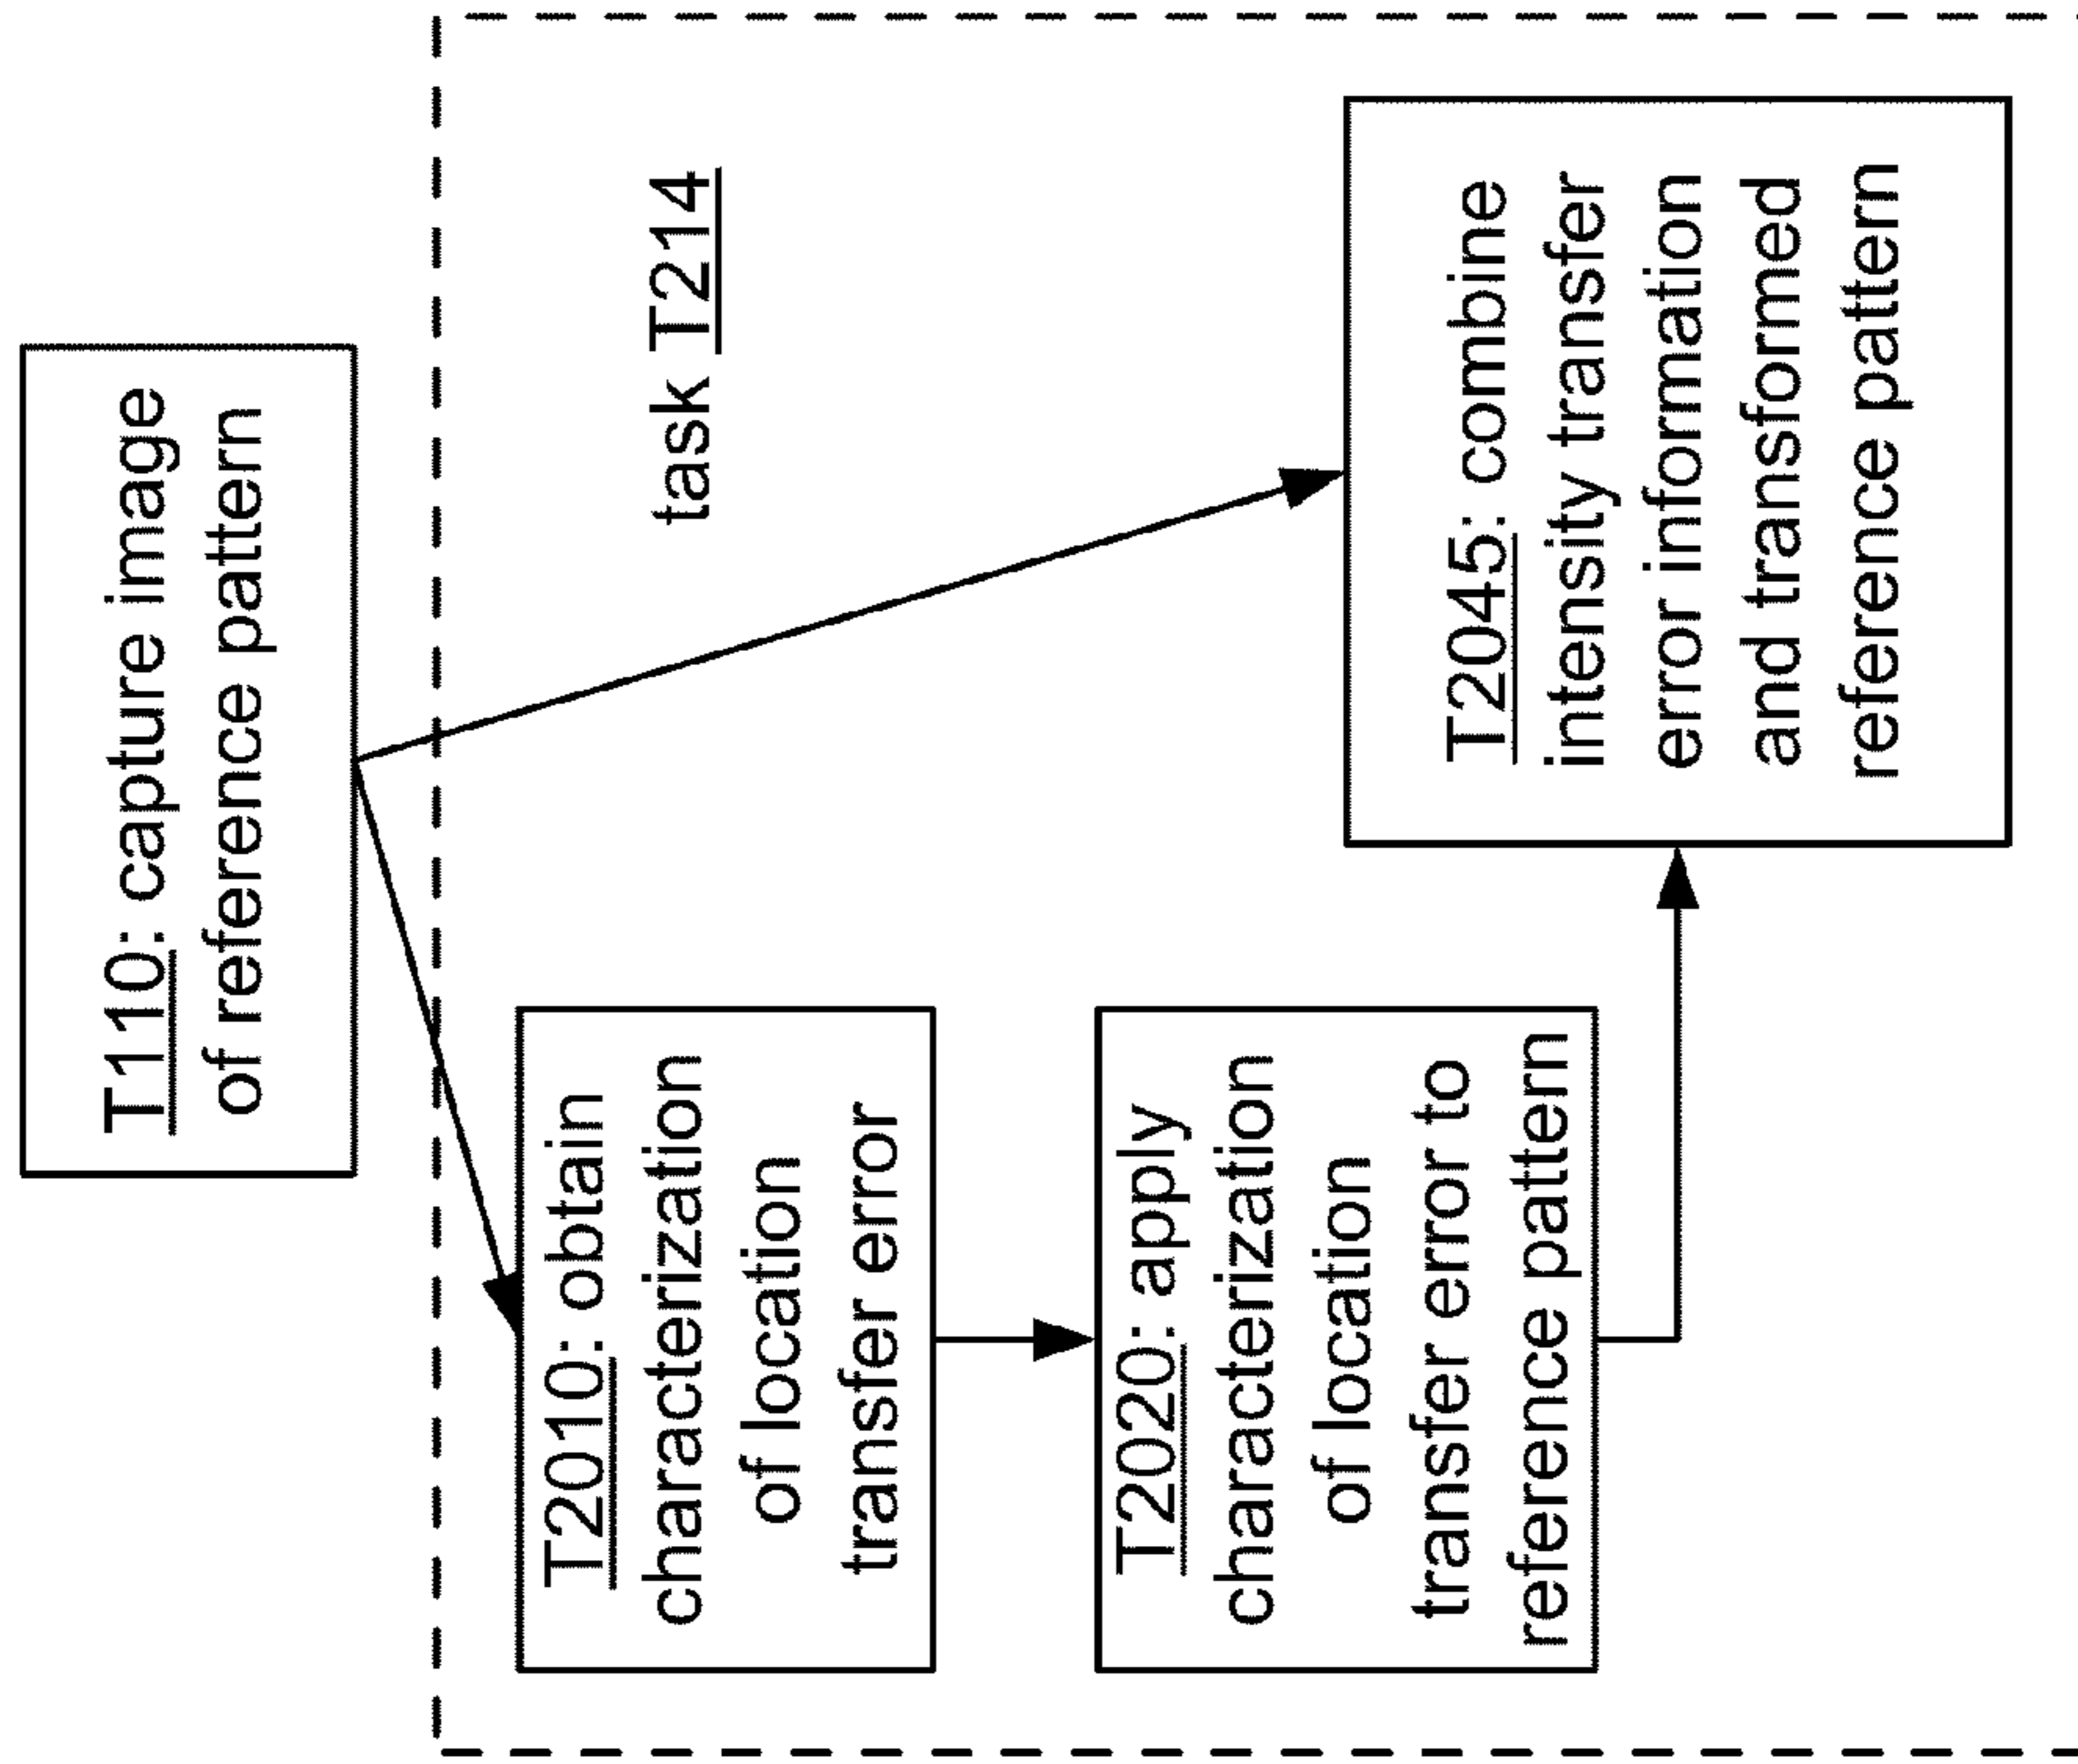 T110: capture image
of reference pattern
task T214
T2010: obtain
characterization
of location
transfer error
T2020: apply
characterization
of location
transfer error to
reference pattern
T2045: combine
intensity transfer
error information
and transformed
reference pattern